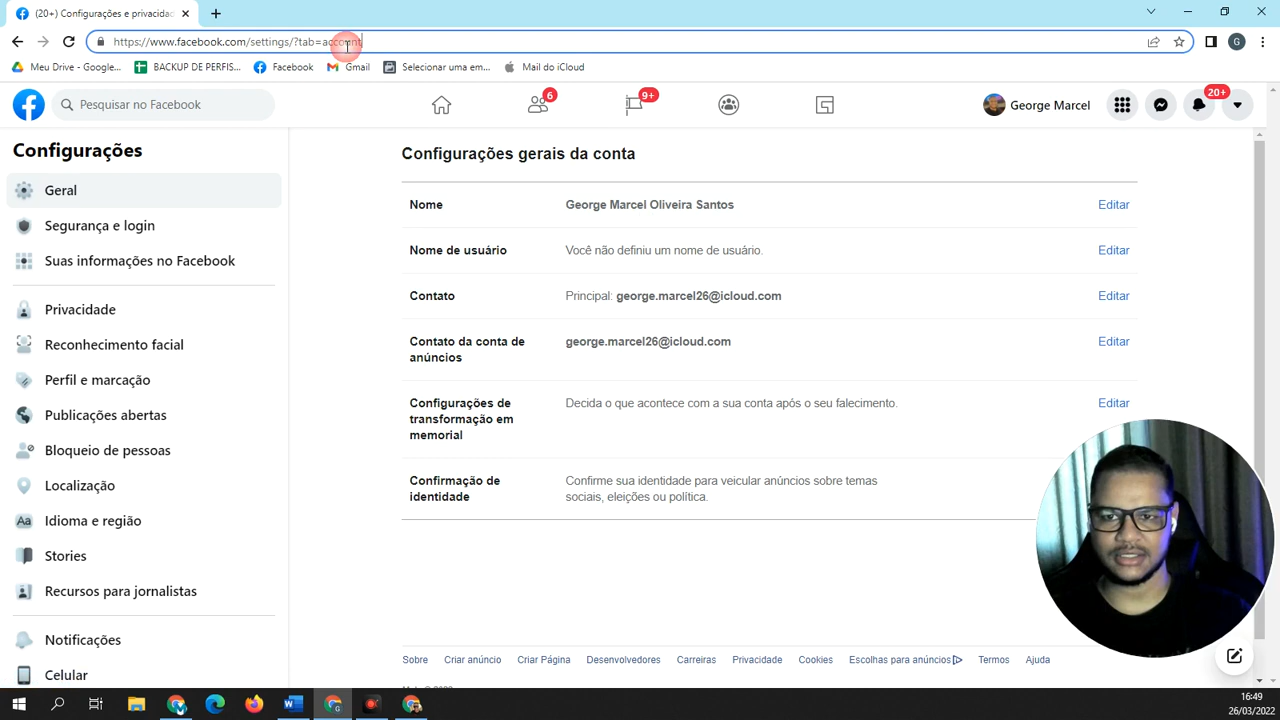 (20+) Configurações e privacidad
https://www.facebook.com/settings/?tab=account
G
Meu Drive - Google...
BACKUP DE PERFIS...
Facebook
Gmail
Selecionar uma em...
Mail do iCloud
Pesquisar no Facebook
6
9+
George Marcel
20+
Configurações
Geral
Segurança e login
Suas informações no Facebook
Privacidade
Reconhecimento facial
Perfil e marcação
Publicações abertas
Bloqueio de pessoas
Localização
Aa Idioma e região
Stories
Recursos para jornalistas
Notificações
Celular
Configurações gerais da conta
Nome George Marcel Oliveira Santos Editar
Nome de usuário Você não definiu um nome de usuário. Editar
Contato Principal: george.marcel26@icloud.com Editar
Contato da conta de anúncios george.marcel26@icloud.com Editar
Configurações de transformação em memorial Decida o que acontece com a sua conta após o seu falecimento. Editar
Confirmação de identidade Confirme sua identidade para veicular anúncios sobre temas
sociais, eleições ou política.
Sobre Criar anúncio Criar Página Desenvolvedores Carreiras Privacidade Cookies Escolhas para anúncios Termos Ajuda
16:49
26/03/2022